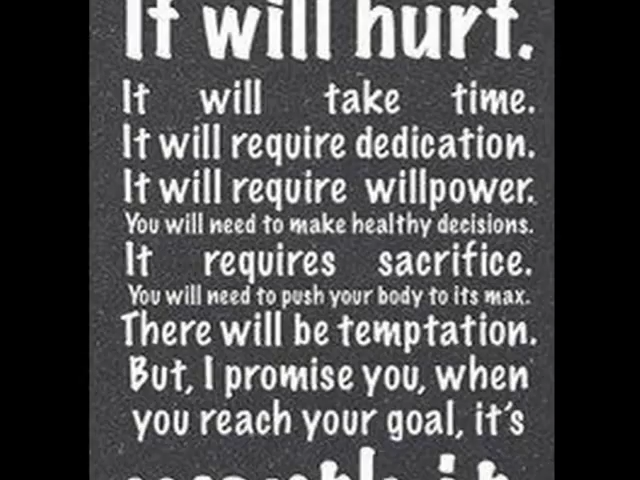 It will hurt.
It will take time.
It will require dedication.
It will require willpower.
You will need to make healthy decisions.
It requires sacrifice.
You will need to push your body to its max.
There will be temptation.
But, I promise you, when
you reach your goal, it's